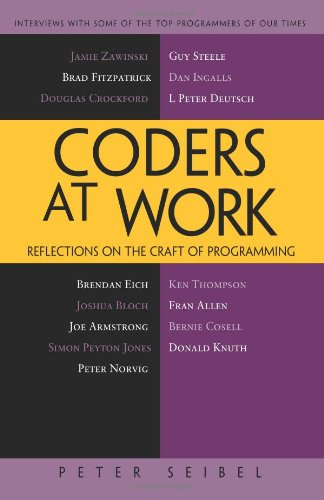 INTERVIEWS WITH SOME OF THE TOP PROGRAMMERS OF OUR TIMES
JAMIE ZAWINSKI
BRAD FITZPATRICK
DOUGLAS CROCKFORD
GUY STEELE
DAN INGALLS
L PETER DEUTSCH
CODERS
AT WORK
REFLECTIONS ON THE CRAFT OF PROGRAMMING
BRENDAN EICH
JOSHUA BLOCH
JOE ARMSTRONG
SIMON PEYTON JONES
PETER NORVIG
KEN THOMPSON
FRAN ALLEN
BERNIE COSELL
DONALD KNUTH
PETER SEIBEL